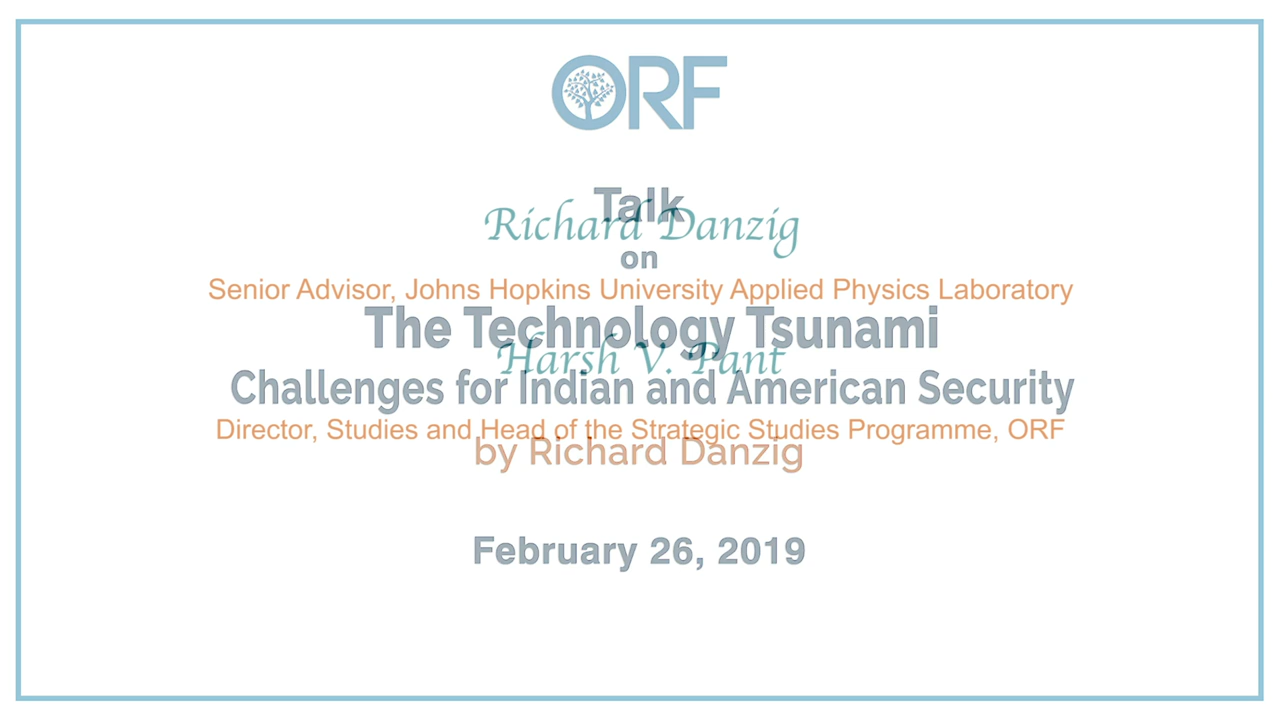 ORF
Talk
Richard Danzig
on
Senior Advisor, Johns Hopkins University Applied Physics Laboratory
The Technology Tsunami
Harsh V. Pant
Challenges for Indian and American Security
Director, Studies and Head of the Strategic Studies Programme, ORF
by Richard Danzig
February 26, 2019